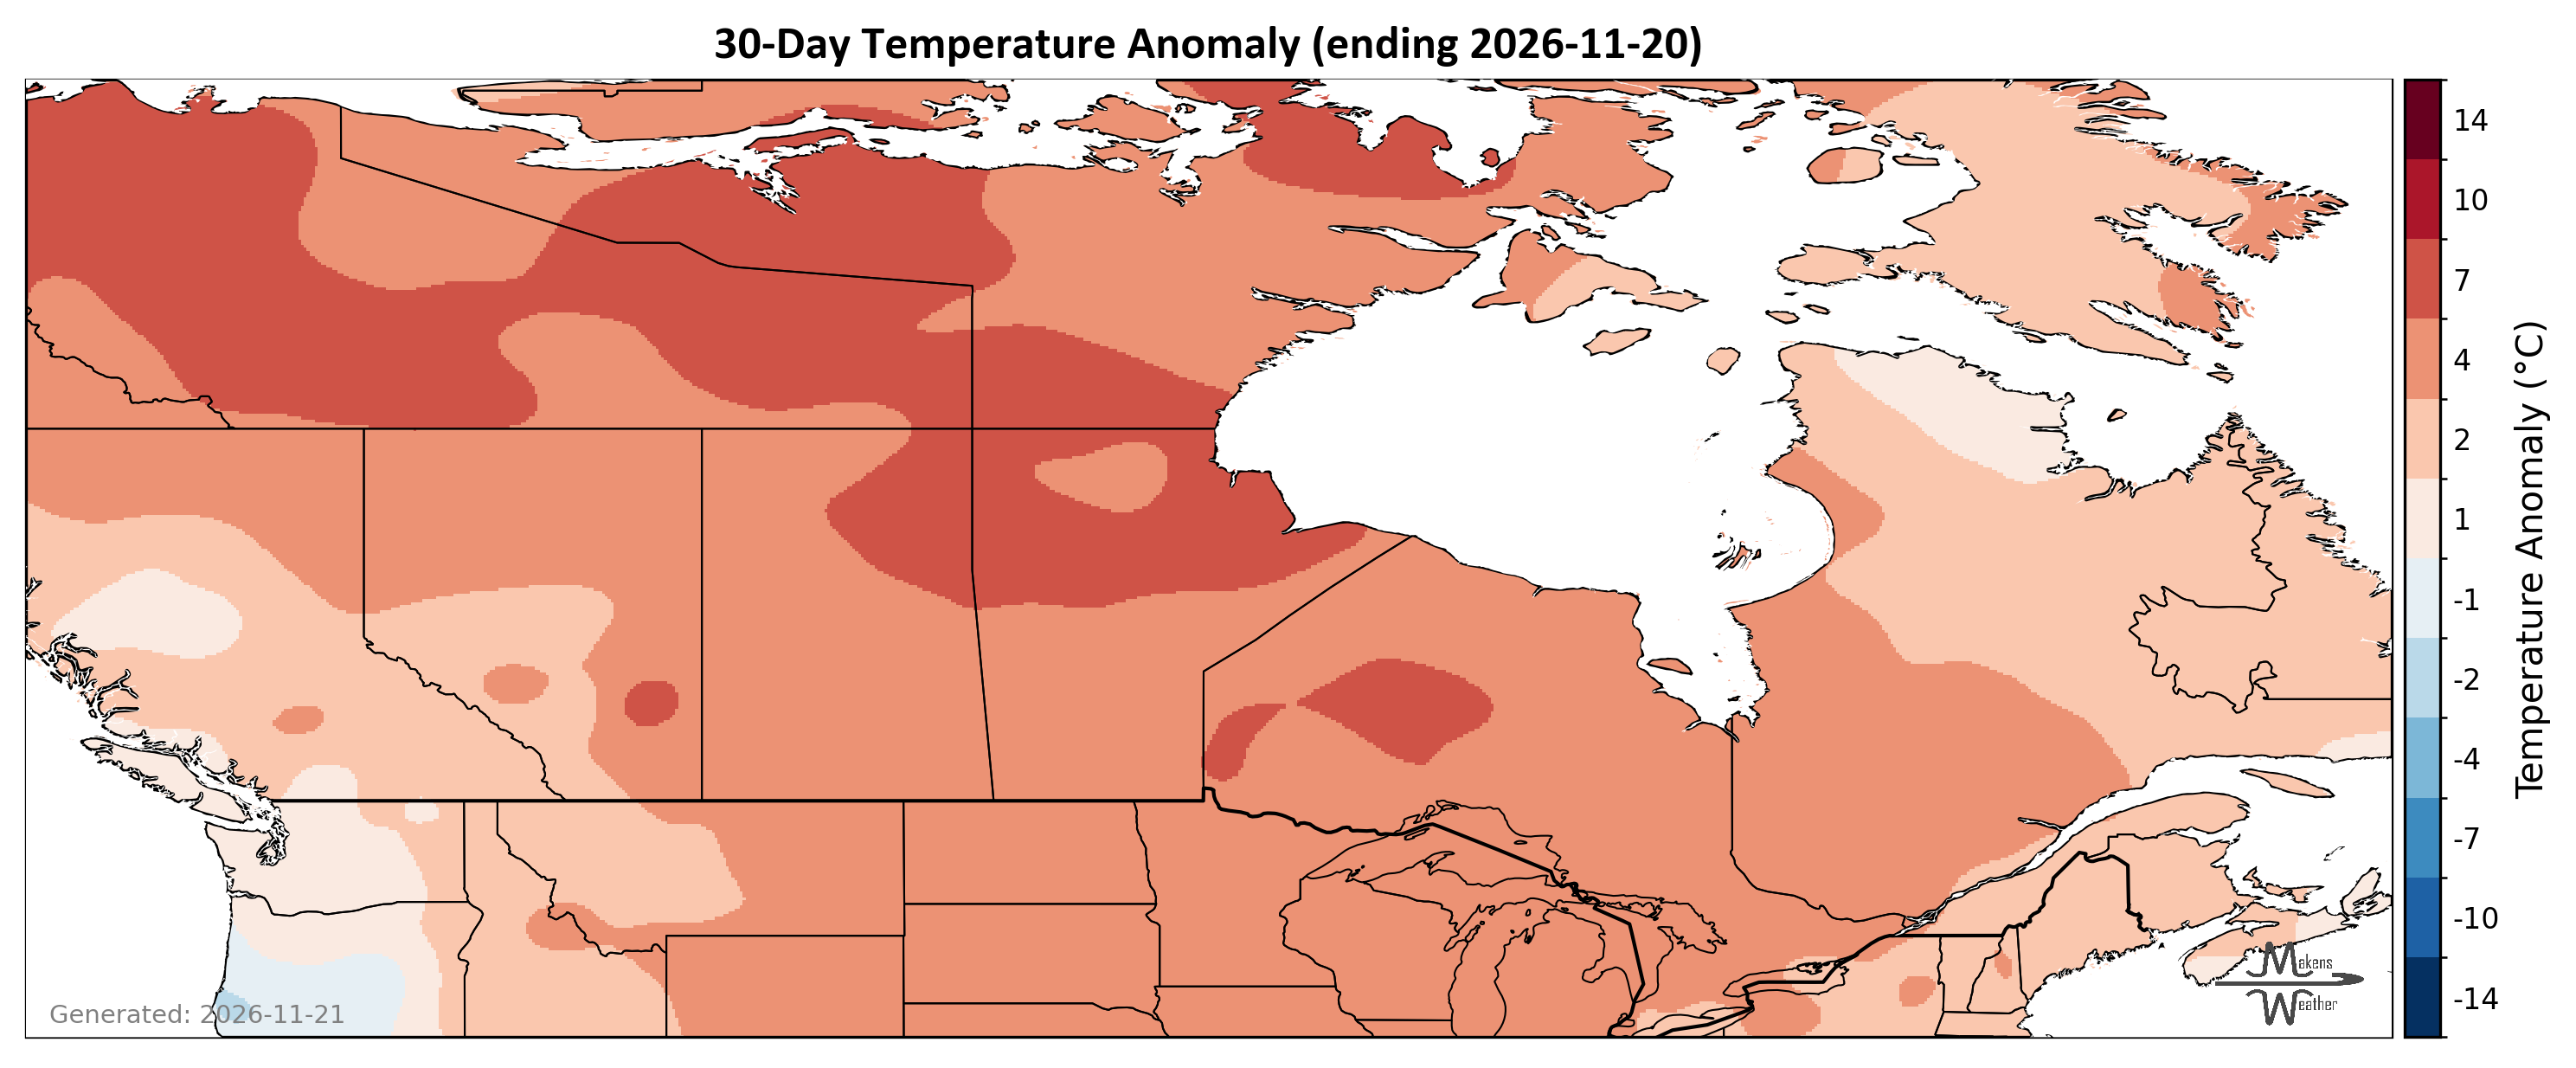 30-Day Temperature Anomaly (ending 2026-11-20)
14
10
7
4
2
1
-1
-2
-4
-7
-10
-14
Temperature Anomaly (°C)
Generated: 2026-11-21
Makens
Weather